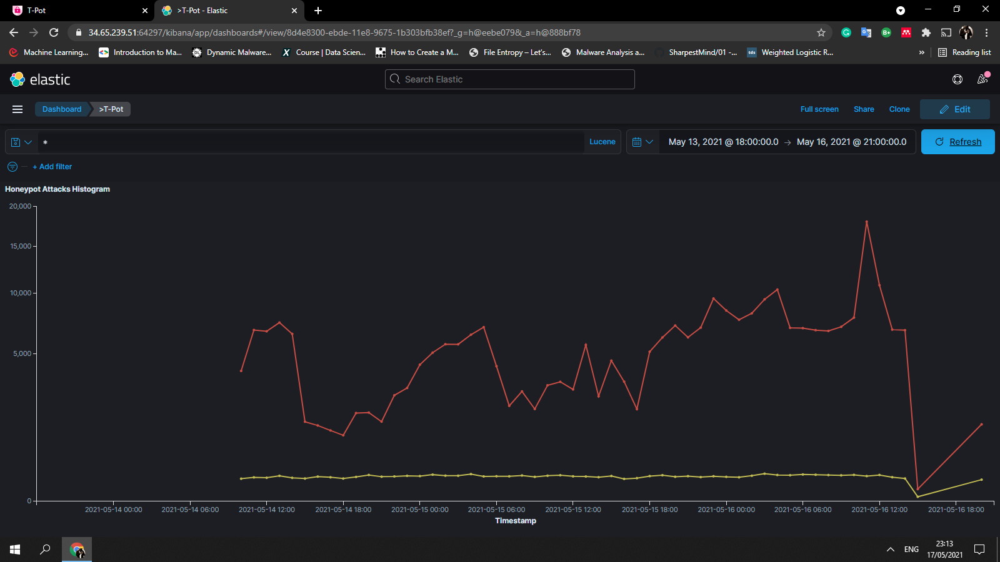 T-Pot
>T-Pot - Elastic
34.65.239.51:64297/kibana/app/dashboards#/view/8d4e8300-ebde-11e8-9675-1b303bfb38ef?_g=h@eebe079&_a=h@888bf78
Machine Learning...
Introduction to Ma...
Dynamic Malware...
Course | Data Scien...
How to Create a M...
File Entropy – Let's...
Malware Analysis a...
SharpestMind/01 -...
tds
Weighted Logistic R...
»
Reading list
elastic
Search Elastic
Dashboard
>T-Pot
Full screen
Share
Clone
Edit
*
Lucene
May 13, 2021 @ 18:00:00.0 → May 16, 2021 @ 21:00:00.0
Refresh
+ Add filter
Honeypot Attacks Histogram
20,000
15,000
10,000
5,000
0
2021-05-14 00:00
2021-05-14 06:00
2021-05-14 12:00
2021-05-14 18:00
2021-05-15 00:00
2021-05-15 06:00
2021-05-15 12:00
2021-05-15 18:00
2021-05-16 00:00
2021-05-16 06:00
2021-05-16 12:00
2021-05-16 18:00
Timestamp
ENG
23:13
17/05/2021